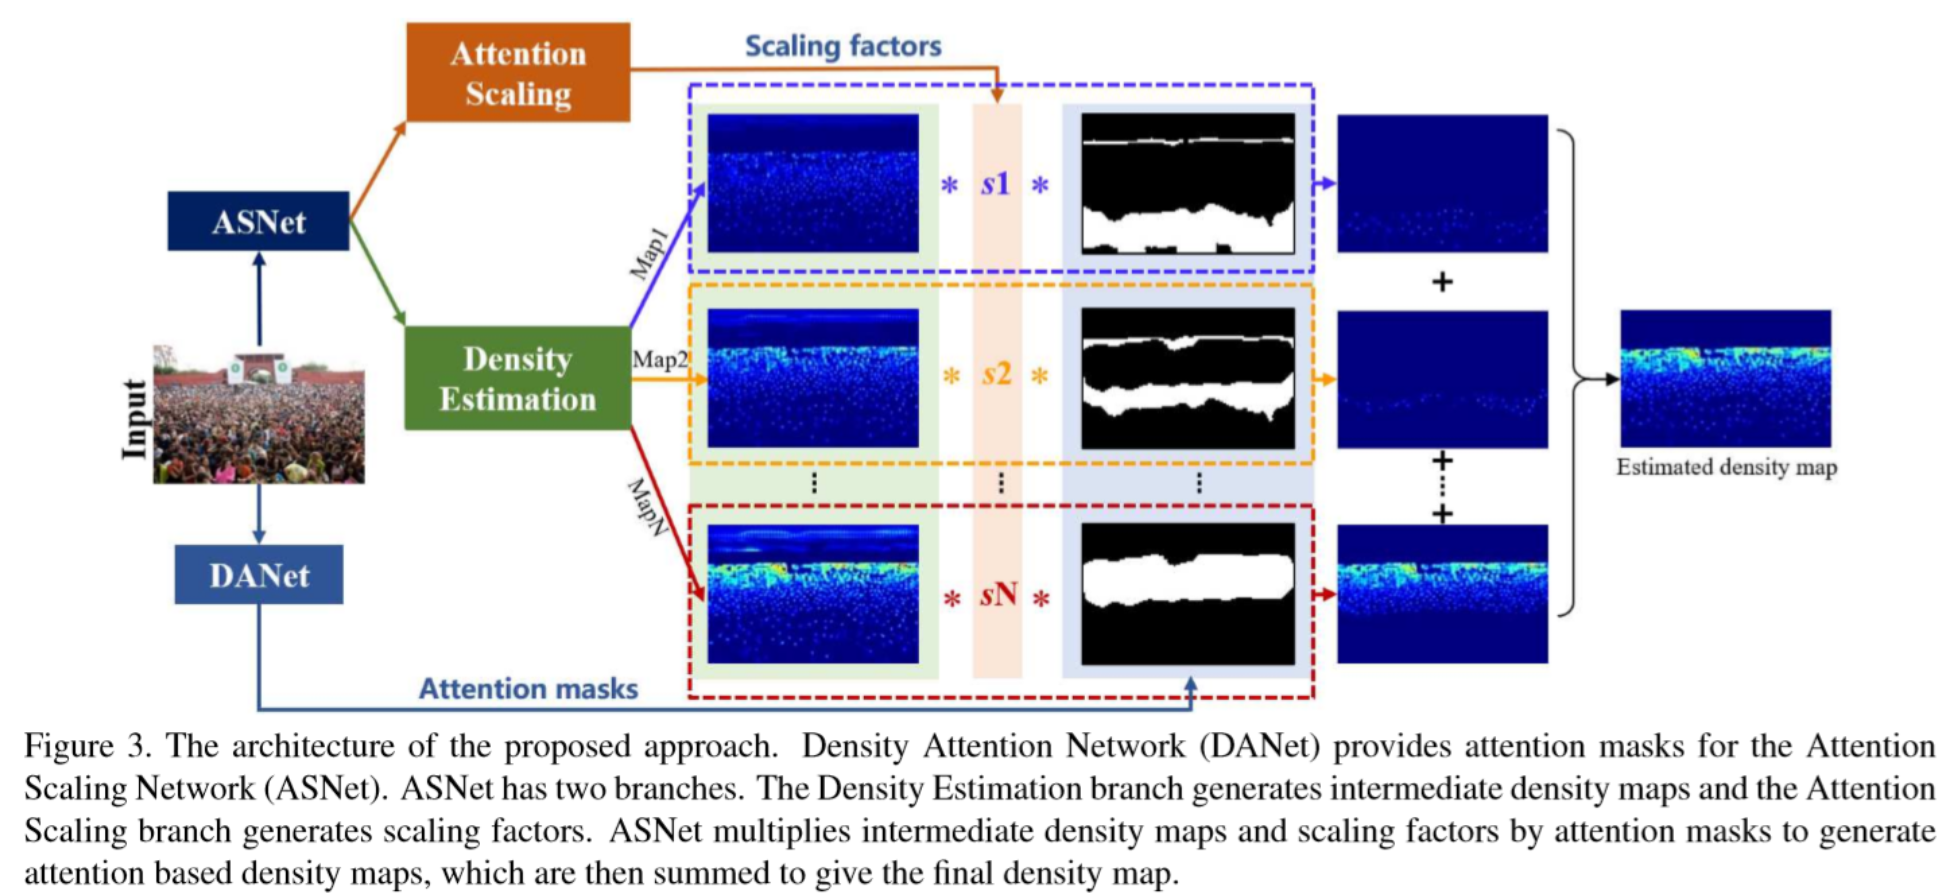 Attention
Scaling
Scaling factors
ASNet
Map1
* s1 *
+
Input
Density
Estimation
Map2
* s2 *
Estimated density map
+
+
MapN
DANet
* sN *
Attention masks
Figure 3. The architecture of the proposed approach. Density Attention Network (DANet) provides attention masks for the Attention
Scaling Network (ASNet). ASNet has two branches. The Density Estimation branch generates intermediate density maps and the Attention
Scaling branch generates scaling factors. ASNet multiplies intermediate density maps and scaling factors by attention masks to generate
attention based density maps, which are then summed to give the final density map.